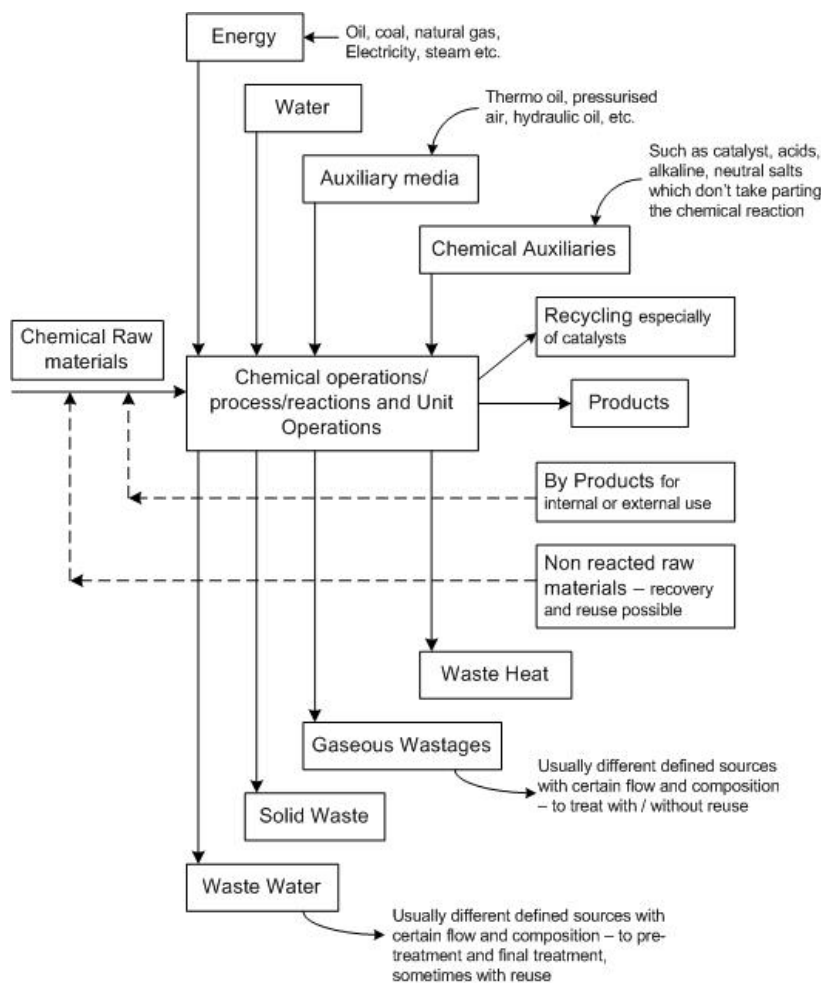 Energy
Oil, coal, natural gas,
Electricity, steam etc.
Water
Thermo oil, pressurised
air, hydraulic oil, etc.
Auxiliary media
Such as catalyst, acids,
alkaline, neutral salts
which don't take parting
the chemical reaction
Chemical Auxiliaries
Chemical Raw
materials
Recycling especially
of catalysts
Chemical operations/
process/reactions and Unit
Operations
Products
By Products for
internal or external use
Non reacted raw
materials – recovery
and reuse possible
Waste Heat
Gaseous Wastages
Usually different defined sources
with certain flow and composition
– to treat with / without reuse
Solid Waste
Waste Water
Usually different defined sources with
certain flow and composition – to pre-
treatment and final treatment,
sometimes with reuse